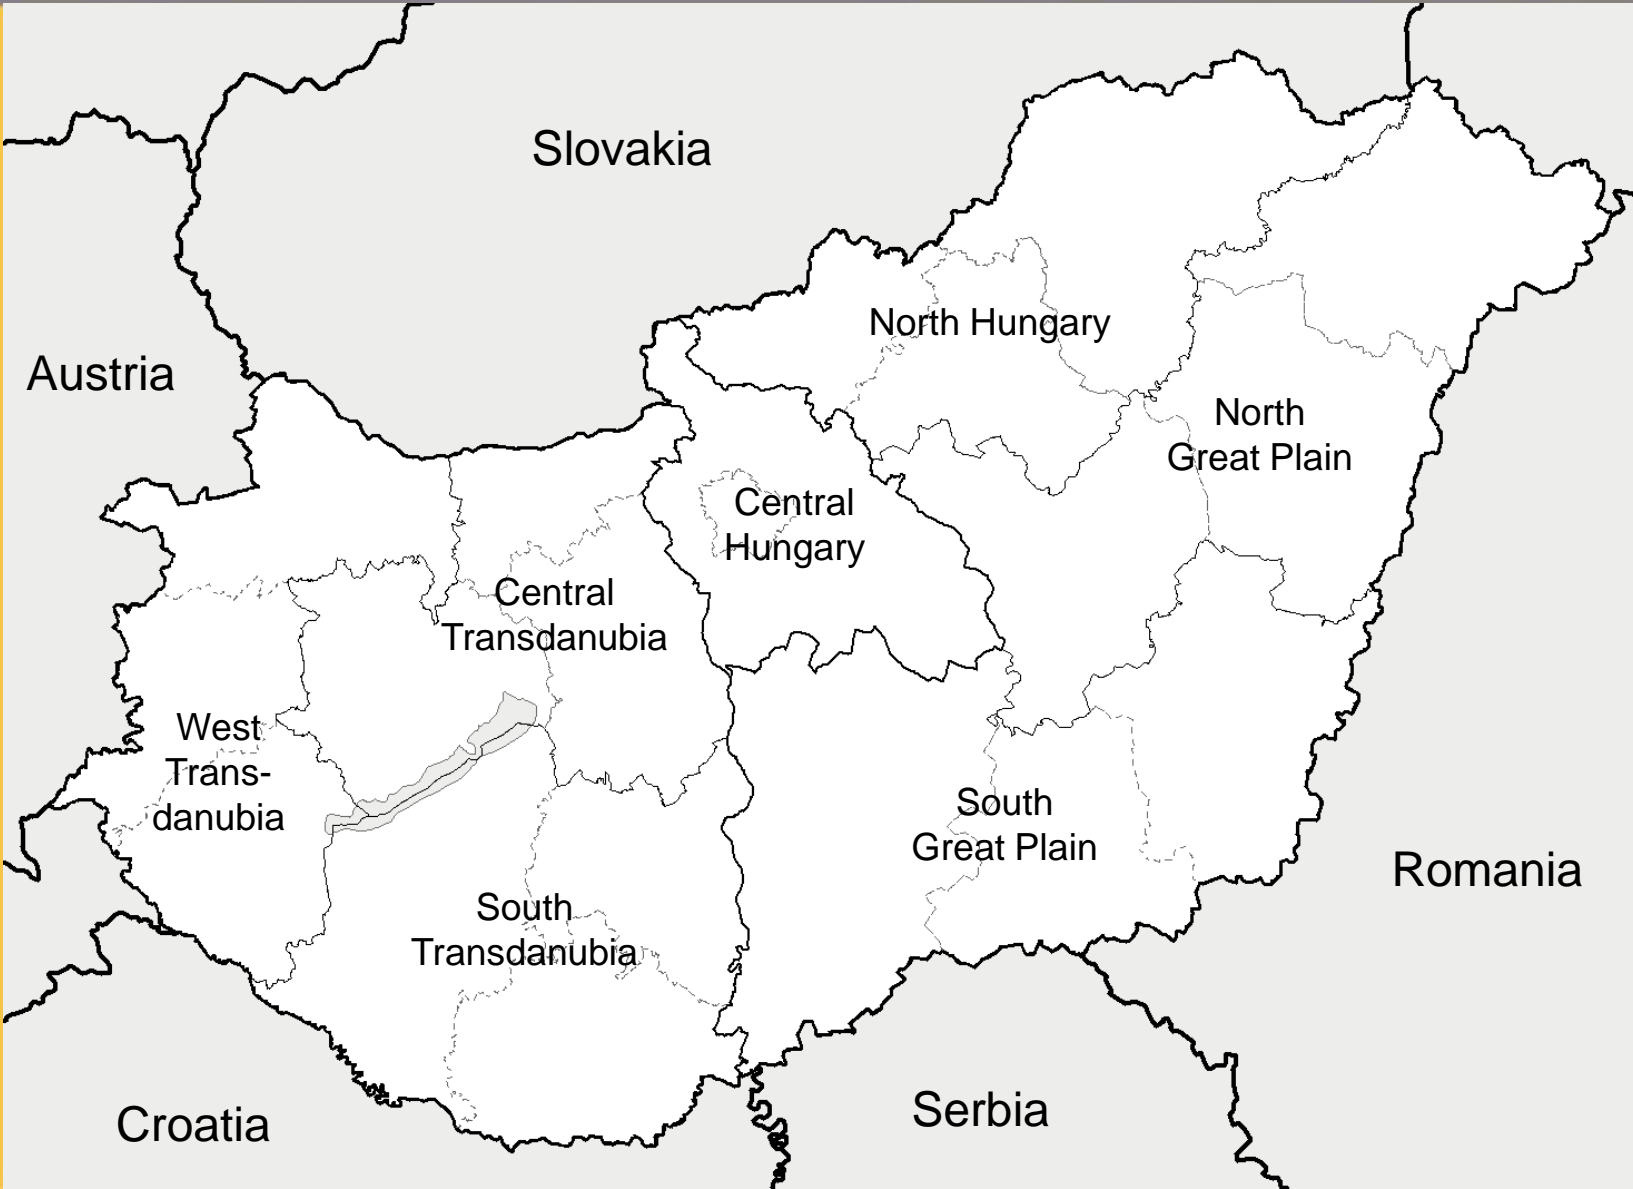 Slovakia
Austria
North Hungary
North
Great Plain
Central
Hungary
Central
Transdanubia
West
Trans-
danubia
South
Great Plain
Romania
South
Transdanubia
Croatia
Serbia